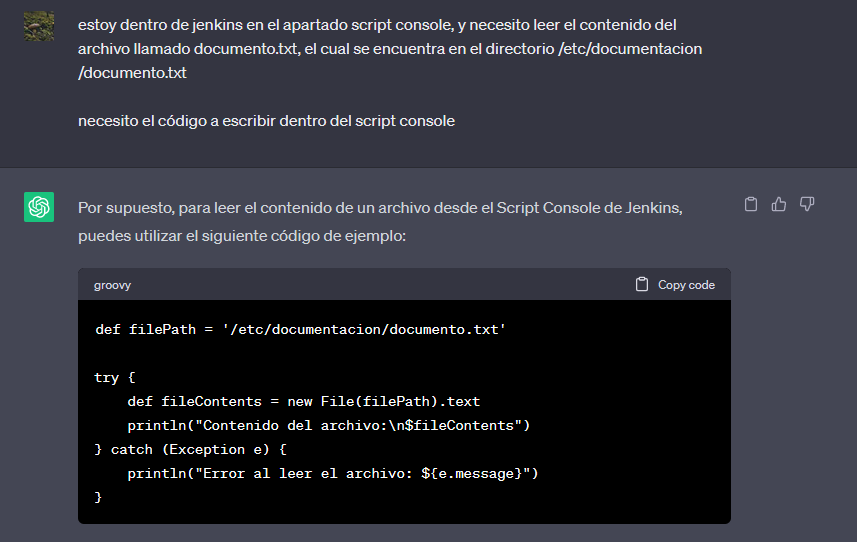 estoy dentro de jenkins en el apartado script console, y necesito leer el contenido del
archivo llamado documento.txt, el cual se encuentra en el directorio /etc/documentacion
/documento.txt
necesito el código a escribir dentro del script console
Por supuesto, para leer el contenido de un archivo desde el Script Console de Jenkins,
puedes utilizar el siguiente código de ejemplo:
groovy Copy code
def filePath = '/etc/documentacion/documento.txt'
try {
    def fileContents = new File(filePath).text
    println("Contenido del archivo:\n$fileContents")
} catch (Exception e) {
    println("Error al leer el archivo: ${e.message}")
}